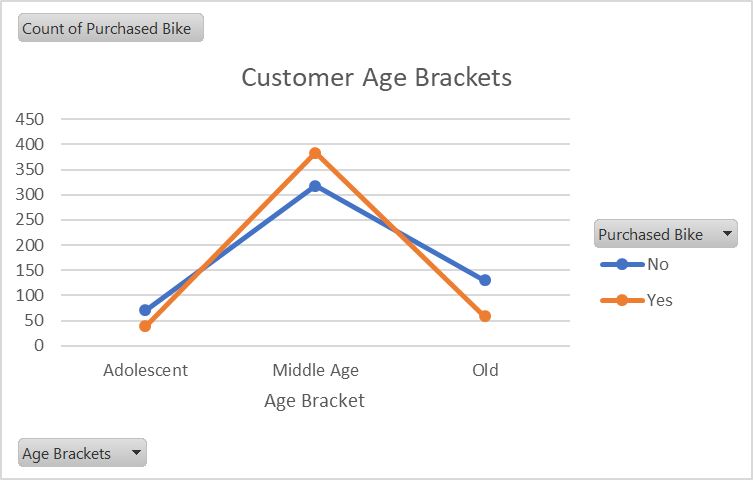 Count of Purchased Bike
Customer Age Brackets
450
400
350
300
250
200
150
100
50
0
Adolescent
Middle Age
Old
Age Bracket
Purchased Bike
No
Yes
Age Brackets